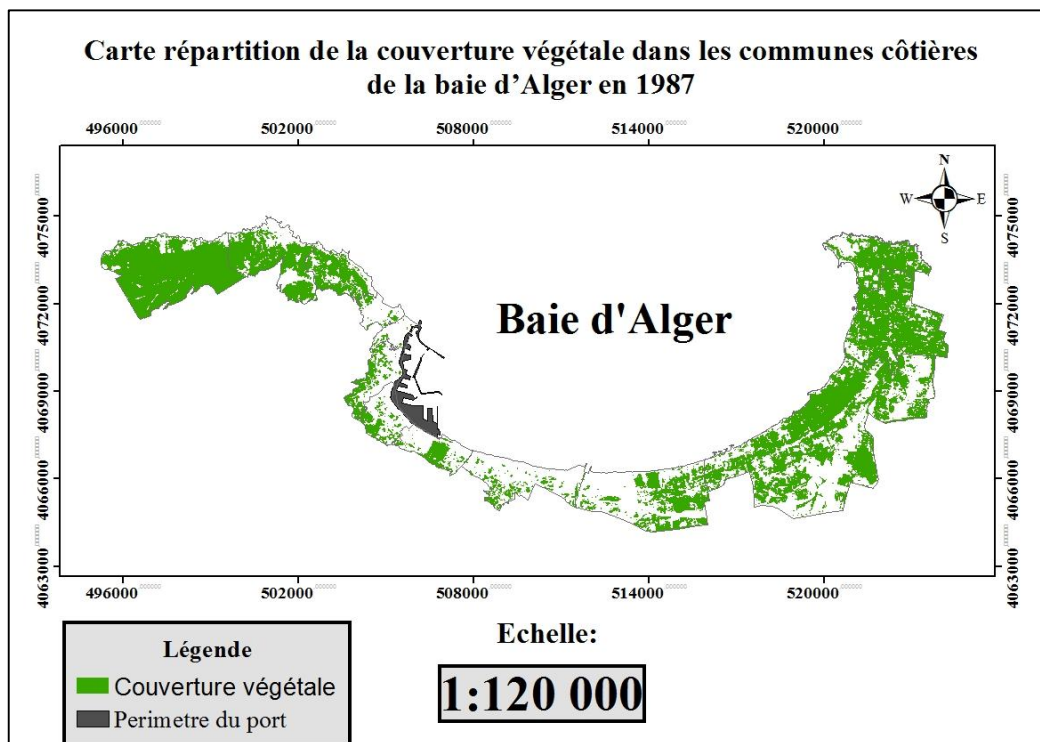 Carte répartition de la couverture végétale dans les communes côtières
de la baie d'Alger en 1987
496000 502000 508000 514000 520000
N
W E
S
4075000 4075000
4072000 4072000
Baie d'Alger
4069000 4069000
4066000 4066000
4063000 4063000
496000 502000 508000 514000 520000
Echelle:
1:120 000
Légende
Couverture végétale
Perimetre du port